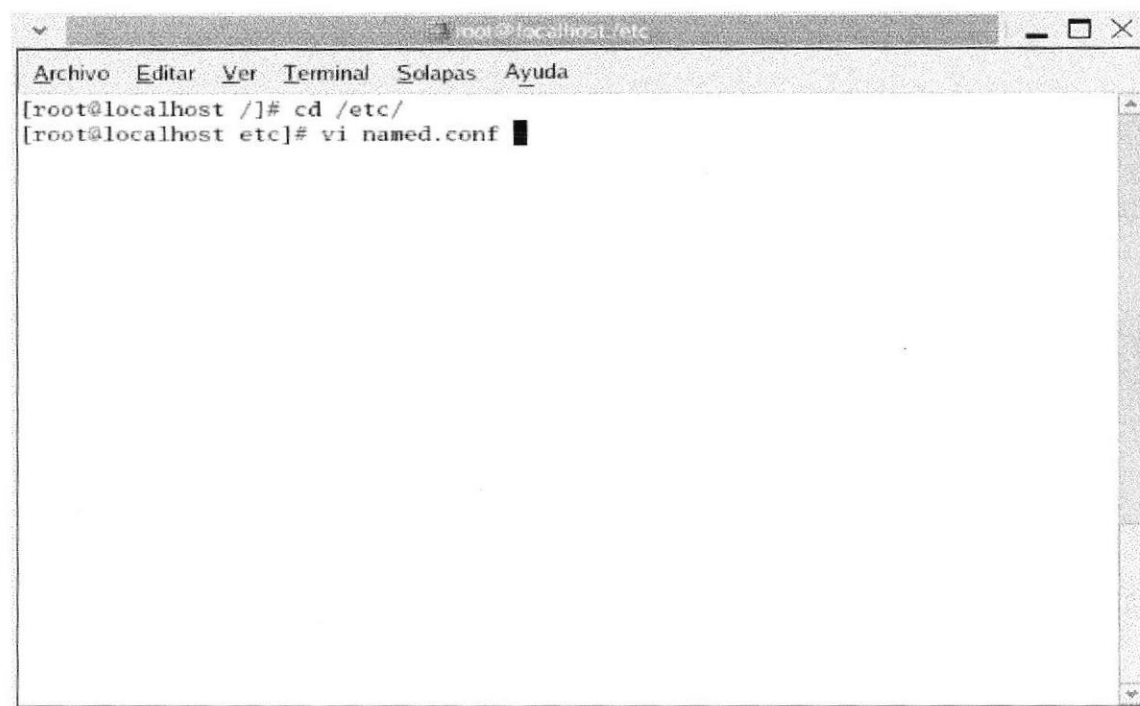 root@localhost:/etc
Archivo Editar Ver Terminal Solapas Ayuda
[root@localhost /]# cd /etc/
[root@localhost etc]# vi named.conf